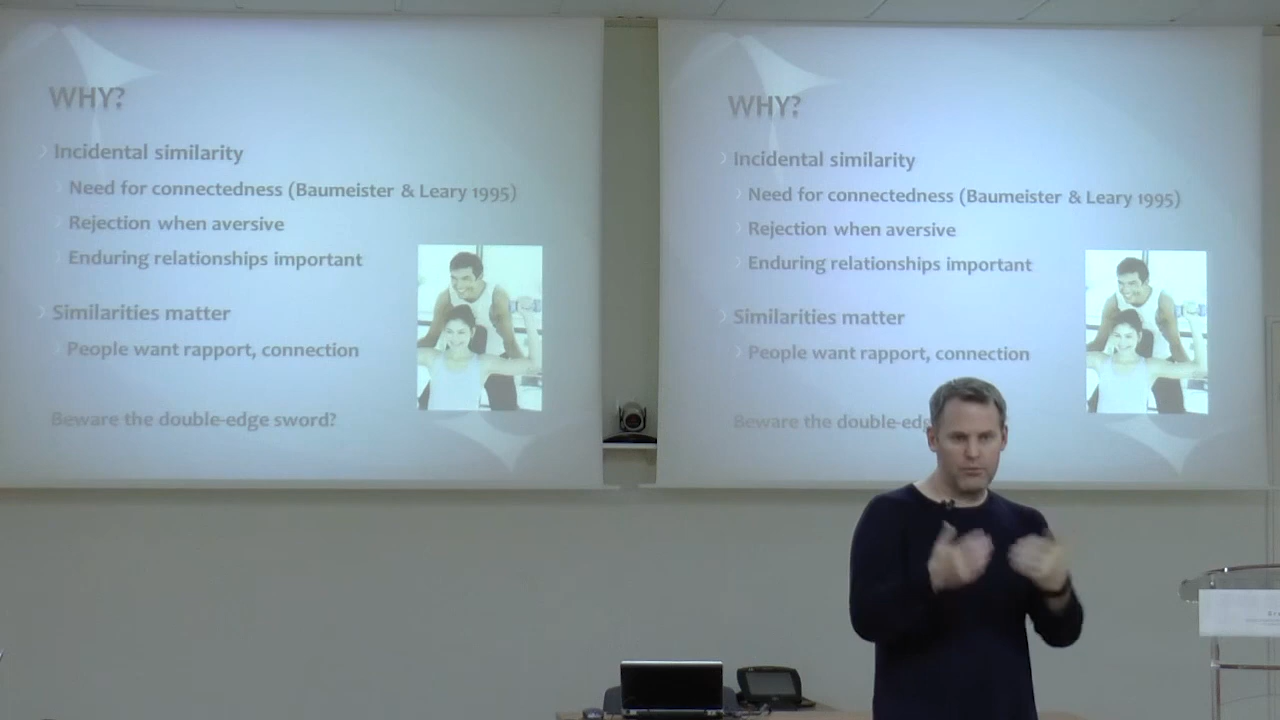 WHY?
Incidental similarity
Need for connectedness (Baumeister & Leary 1995)
Rejection when aversive
Enduring relationships important
Similarities matter
People want rapport, connection
Beware the double-edge sword?
WHY?
Incidental similarity
Need for connectedness (Baumeister & Leary 1995)
Rejection when aversive
Enduring relationships important
Similarities matter
People want rapport, connection
Beware the double-edg